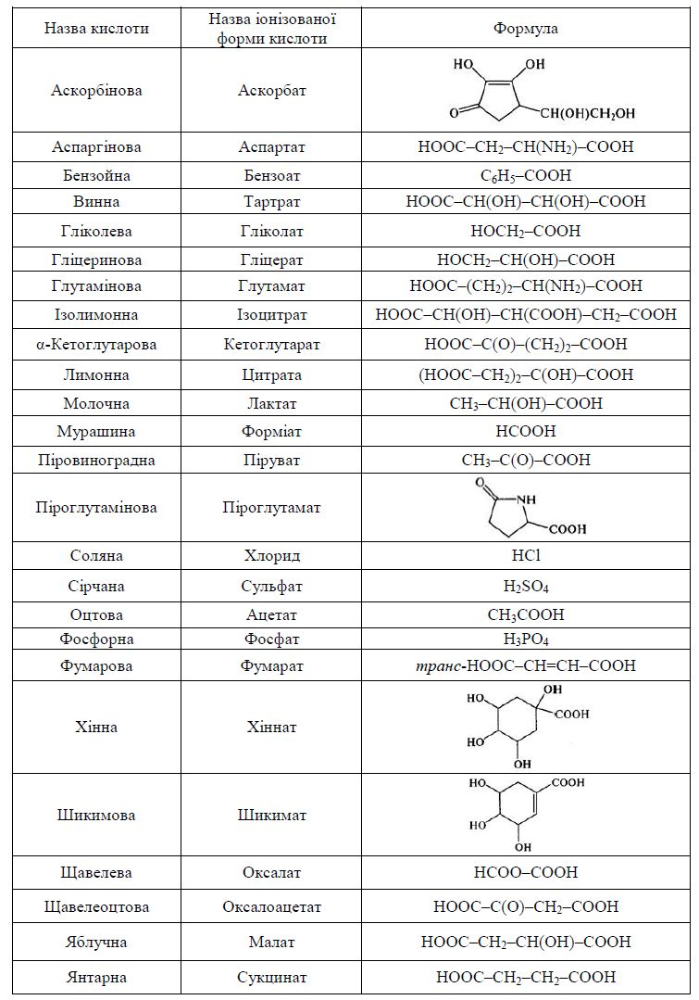 Назва кислоти Назва іонізованої форми кислоти Формула
Аскорбінова Аскорбат HO OH O CH(OH)CH₂OH
Аспаргінова Аспартат HOOC–CH₂–CH(NH₂)–COOH
Бензойна Бензоат C₆H₅–COOH
Винна Тартрат HOOC–CH(OH)–CH(OH)–COOH
Гліколева Гліколат HOCH₂–COOH
Гліцеринова Гліцерат HOCH₂–CH(OH)–COOH
Глутамінова Глутамат HOOC–(CH₂)₂–CH(NH₂)–COOH
Ізолимонна Ізоцитрат HOOC–CH(OH)–CH(COOH)–CH₂–COOH
α-Кетоглутарова Кетоглутарат HOOC–C(O)–(CH₂)₂–COOH
Лимонна Цитрата (HOOC–CH₂)₂–C(OH)–COOH
Молочна Лактат CH₃–CH(OH)–COOH
Мурашина Форміат HCOOH
Піровиноградна Піруват CH₃–C(O)–COOH
Піроглутамінова Піроглутамат O NH COOH
Соляна Хлорид HCl
Сірчана Сульфат H₂SO₄
Оцтова Ацетат CH₃COOH
Фосфорна Фосфат H₃PO₄
Фумарова Фумарат транс-HOOC–CH=CH–COOH
Хінна Хіннат HO OH COOH HO OH
Шикимова Шикимат HO COOH HO OH
Щавелева Оксалат HCOO–COOH
Щавелеоцтова Оксалоацетат HOOC–C(O)–CH₂–COOH
Яблучна Малат HOOC–CH₂–CH(OH)–COOH
Янтарна Сукцинат HOOC–CH₂–CH₂–COOH